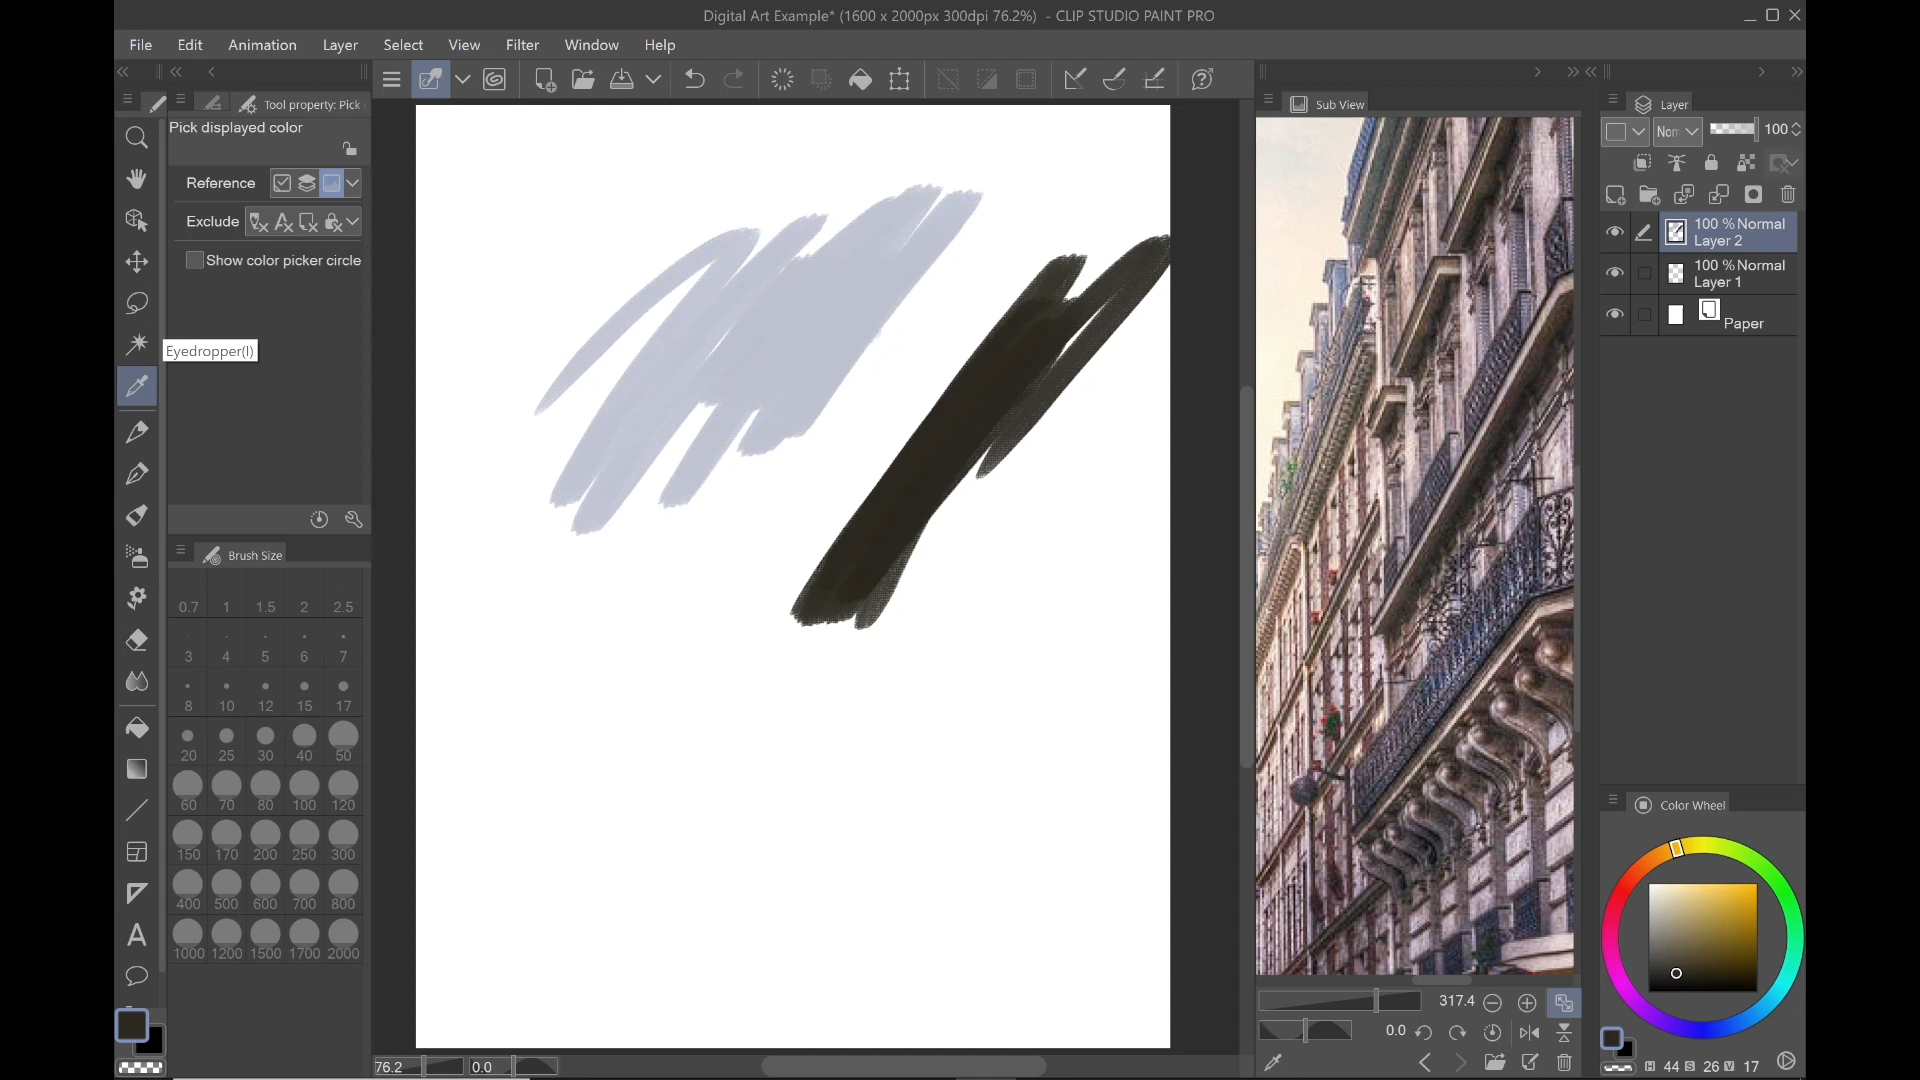 Digital Art Example* (1600 x 2000px 300dpi 76.2%) - CLIP STUDIO PAINT PRO
File Edit Animation Layer Select View Filter Window Help
Tool property: Pick
Sub View
Layer
Pick displayed color
Nor
100
Reference
Exclude
100 % Normal
Layer 2
Show color picker circle
100 % Normal
Layer 1
Paper
Eyedropper(I)
Brush Size
0.7 1 1.5 2 2.5
3 4 5 6 7
8 10 12 15 17
20 25 30 40 50
60 70 80 100 120
150 170 200 250 300
400 500 600 700 800
1000 1200 1500 1700 2000
Color Wheel
317.4
0.0
76.2 0.0
H 44 S 26 V 17